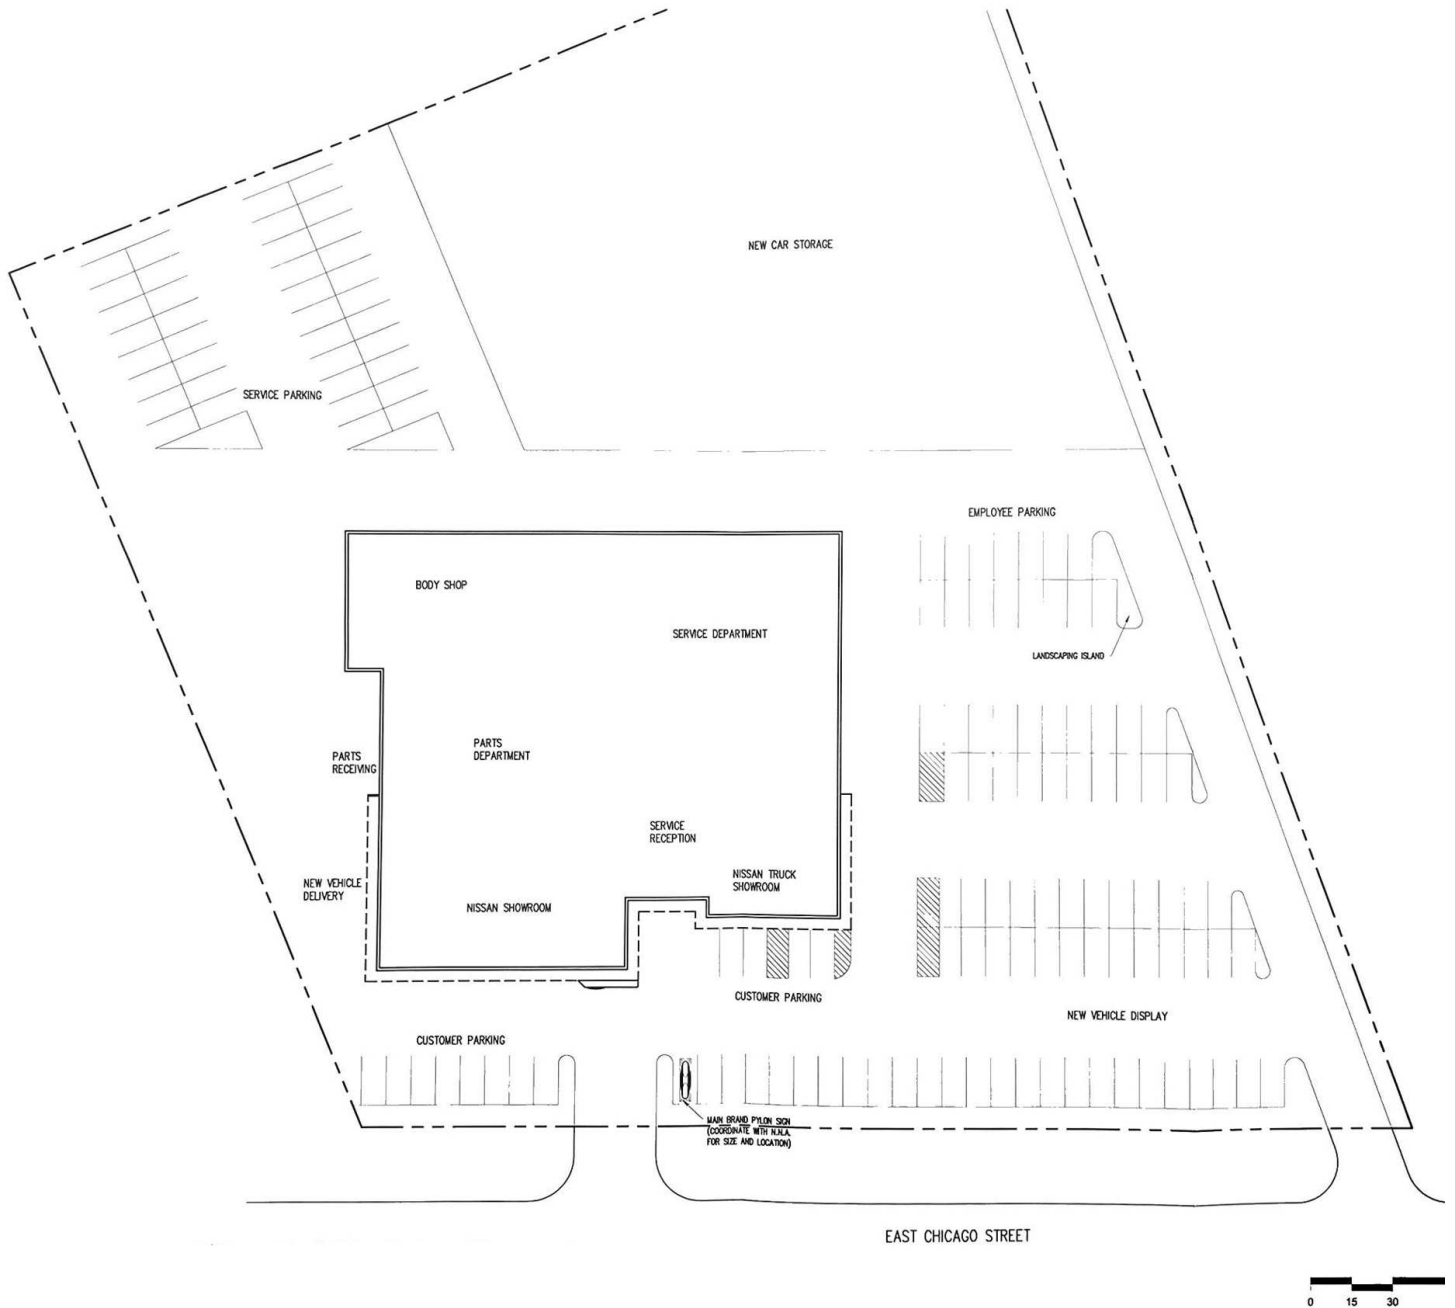 NEW CAR STORAGE
SERVICE PARKING
EMPLOYEE PARKING
BODY SHOP
SERVICE DEPARTMENT
LANDSCAPING ISLAND
PARTS
RECEIVING
PARTS
DEPARTMENT
SERVICE
RECEPTION
NEW VEHICLE
DELIVERY
NISSAN TRUCK
SHOWROOM
NISSAN SHOWROOM
CUSTOMER PARKING
NEW VEHICLE DISPLAY
CUSTOMER PARKING
MAIN BRAND PYLON SIGN
(COORDINATE WITH N.N.A.
FOR SIZE AND LOCATION)
EAST CHICAGO STREET
0 15 30